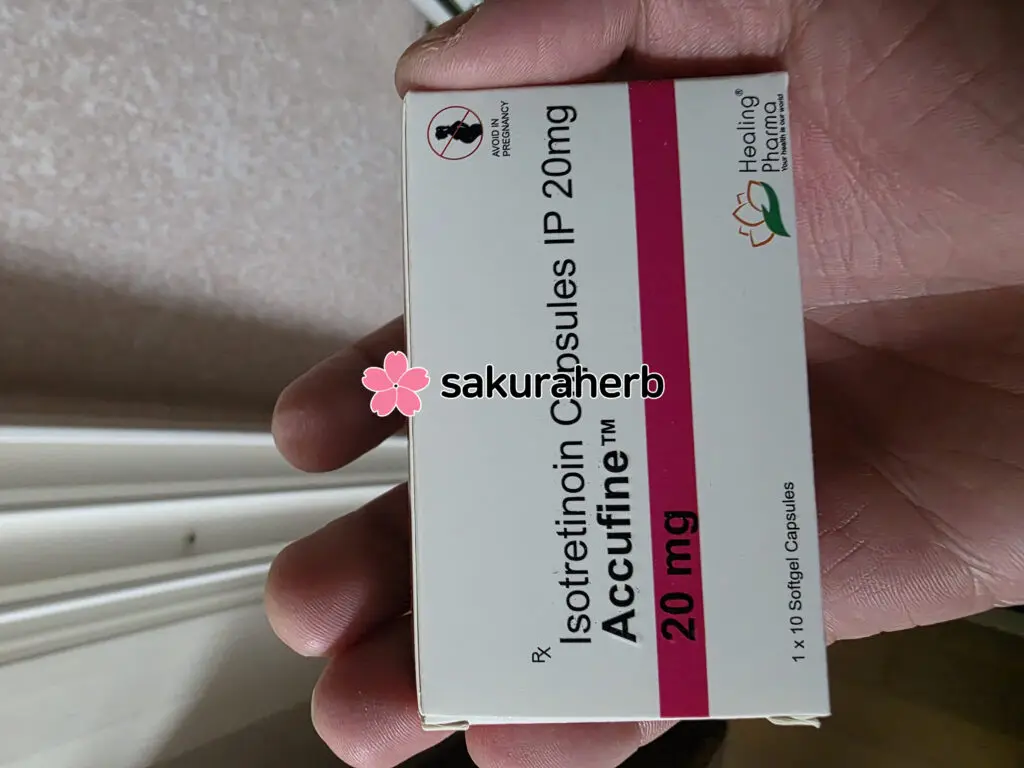 AVOID IN
PREGNANCY
Rx
Isotretinoin Capsules IP 20mg
Accufine™
20 mg
1 x 10 Softgel Capsules
Healing®
Pharma
Your health is our world
sakuraherb